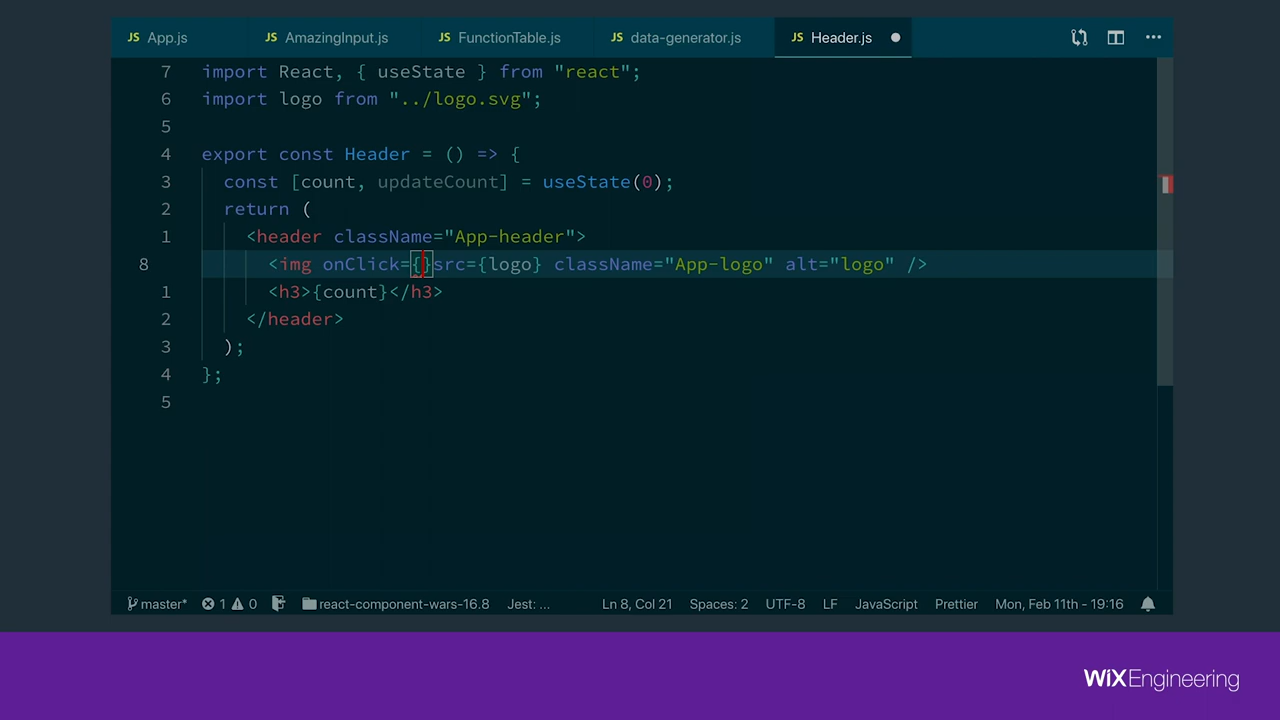 JS App.js JS AmazingInput.js JS FunctionTable.js JS data-generator.js JS Header.js
7 import React, { useState } from "react";
6 import logo from "../logo.svg";
5
4 export const Header = () => {
3 const [count, updateCount] = useState(0);
2 return (
1 <header className="App-header">
8 <img onClick={}src={logo} className="App-logo" alt="logo" />
1 <h3>{count}</h3>
2 </header>
3 );
4 };
5
master* 1 0 react-component-wars-16.8 Jest: ... Ln 8, Col 21 Spaces: 2 UTF-8 LF JavaScript Prettier Mon, Feb 11th - 19:16
WiXEngineering